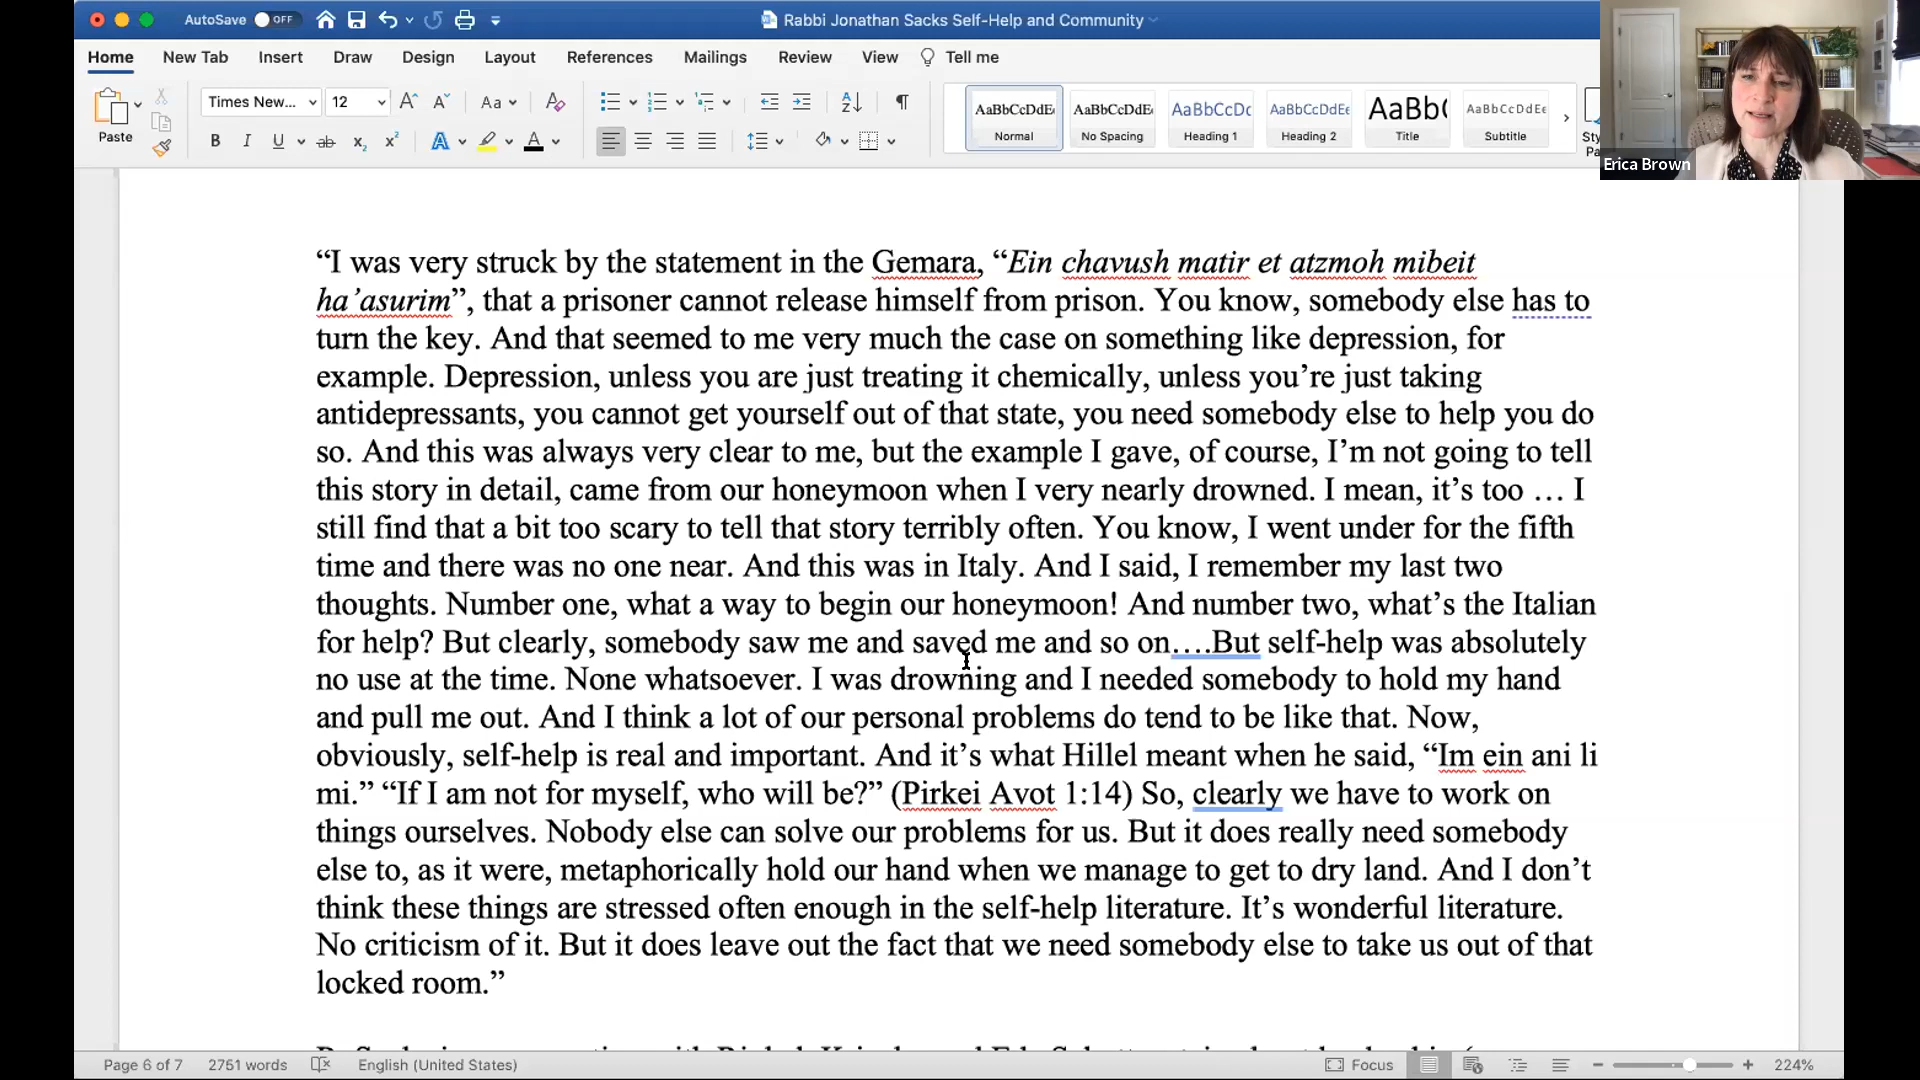 AutoSave OFF
Rabbi Jonathan Sacks Self-Help and Community
Home New Tab Insert Draw Design Layout References Mailings Review View Tell me
Paste
Times New... 12
AaBbCcDdEe Normal
AaBbCcDdEe No Spacing
AaBbCcDc Heading 1
AaBbCcDdEe Heading 2
AaBb( Title
AaBbCcDdEe Subtitle
Erica Brown
“I was very struck by the statement in the Gemara, “Ein chavush matir et atzmoh mibeit
ha’asurim”, that a prisoner cannot release himself from prison. You know, somebody else has to
turn the key. And that seemed to me very much the case on something like depression, for
example. Depression, unless you are just treating it chemically, unless you’re just taking
antidepressants, you cannot get yourself out of that state, you need somebody else to help you do
so. And this was always very clear to me, but the example I gave, of course, I’m not going to tell
this story in detail, came from our honeymoon when I very nearly drowned. I mean, it’s too … I
still find that a bit too scary to tell that story terribly often. You know, I went under for the fifth
time and there was no one near. And this was in Italy. And I said, I remember my last two
thoughts. Number one, what a way to begin our honeymoon! And number two, what’s the Italian
for help? But clearly, somebody saw me and saved me and so on….But self-help was absolutely
no use at the time. None whatsoever. I was drowning and I needed somebody to hold my hand
and pull me out. And I think a lot of our personal problems do tend to be like that. Now,
obviously, self-help is real and important. And it’s what Hillel meant when he said, “Im ein ani li
mi.” “If I am not for myself, who will be?” (Pirkei Avot 1:14) So, clearly we have to work on
things ourselves. Nobody else can solve our problems for us. But it does really need somebody
else to, as it were, metaphorically hold our hand when we manage to get to dry land. And I don’t
think these things are stressed often enough in the self-help literature. It’s wonderful literature.
No criticism of it. But it does leave out the fact that we need somebody else to take us out of that
locked room.”
Page 6 of 7 2751 words English (United States) Focus 224%